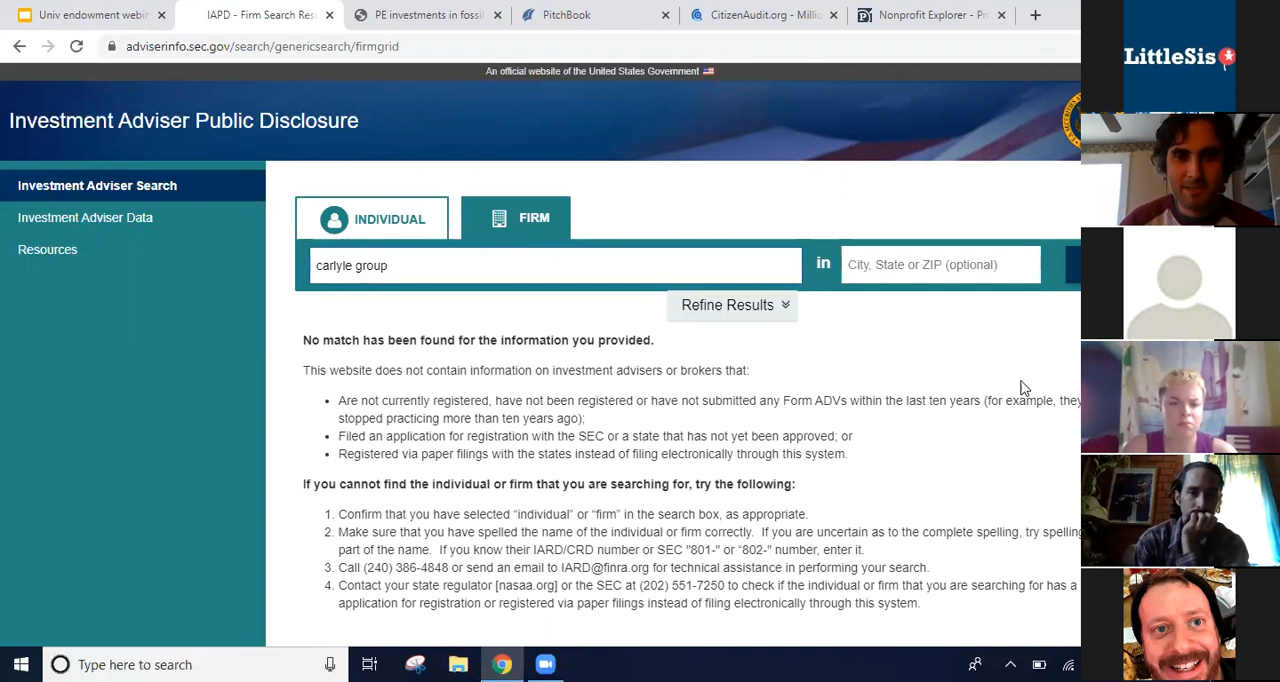 Univ endowment webin
IAPD - Firm Search Res
PE investments in fossil
PitchBook
CitizenAudit.org - Millio
Nonprofit Explorer - Pr
adviserinfo.sec.gov/search/genericsearch/firmgrid
An official website of the United States Government
Investment Adviser Public Disclosure
LittleSis
Investment Adviser Search
Investment Adviser Data
Resources
INDIVIDUAL
FIRM
carlyle group
in
City, State or ZIP (optional)
Refine Results
No match has been found for the information you provided.
This website does not contain information on investment advisers or brokers that:
• Are not currently registered, have not been registered or have not submitted any Form ADVs within the last ten years (for example, they
stopped practicing more than ten years ago);
• Filed an application for registration with the SEC or a state that has not yet been approved; or
• Registered via paper filings with the states instead of filing electronically through this system.
If you cannot find the individual or firm that you are searching for, try the following:
1. Confirm that you have selected “individual” or “firm” in the search box, as appropriate.
2. Make sure that you have spelled the name of the individual or firm correctly. If you are uncertain as to the complete spelling, try spelling
part of the name. If you know their IARD/CRD number or SEC "801-" or “802-” number, enter it.
3. Call (240) 386-4848 or send an email to IARD@finra.org for technical assistance in performing your search.
4. Contact your state regulator [nasaa.org] or the SEC at (202) 551-7250 to check if the individual or firm that you are searching for has a
application for registration or registered via paper filings instead of filing electronically through this system.
Type here to search